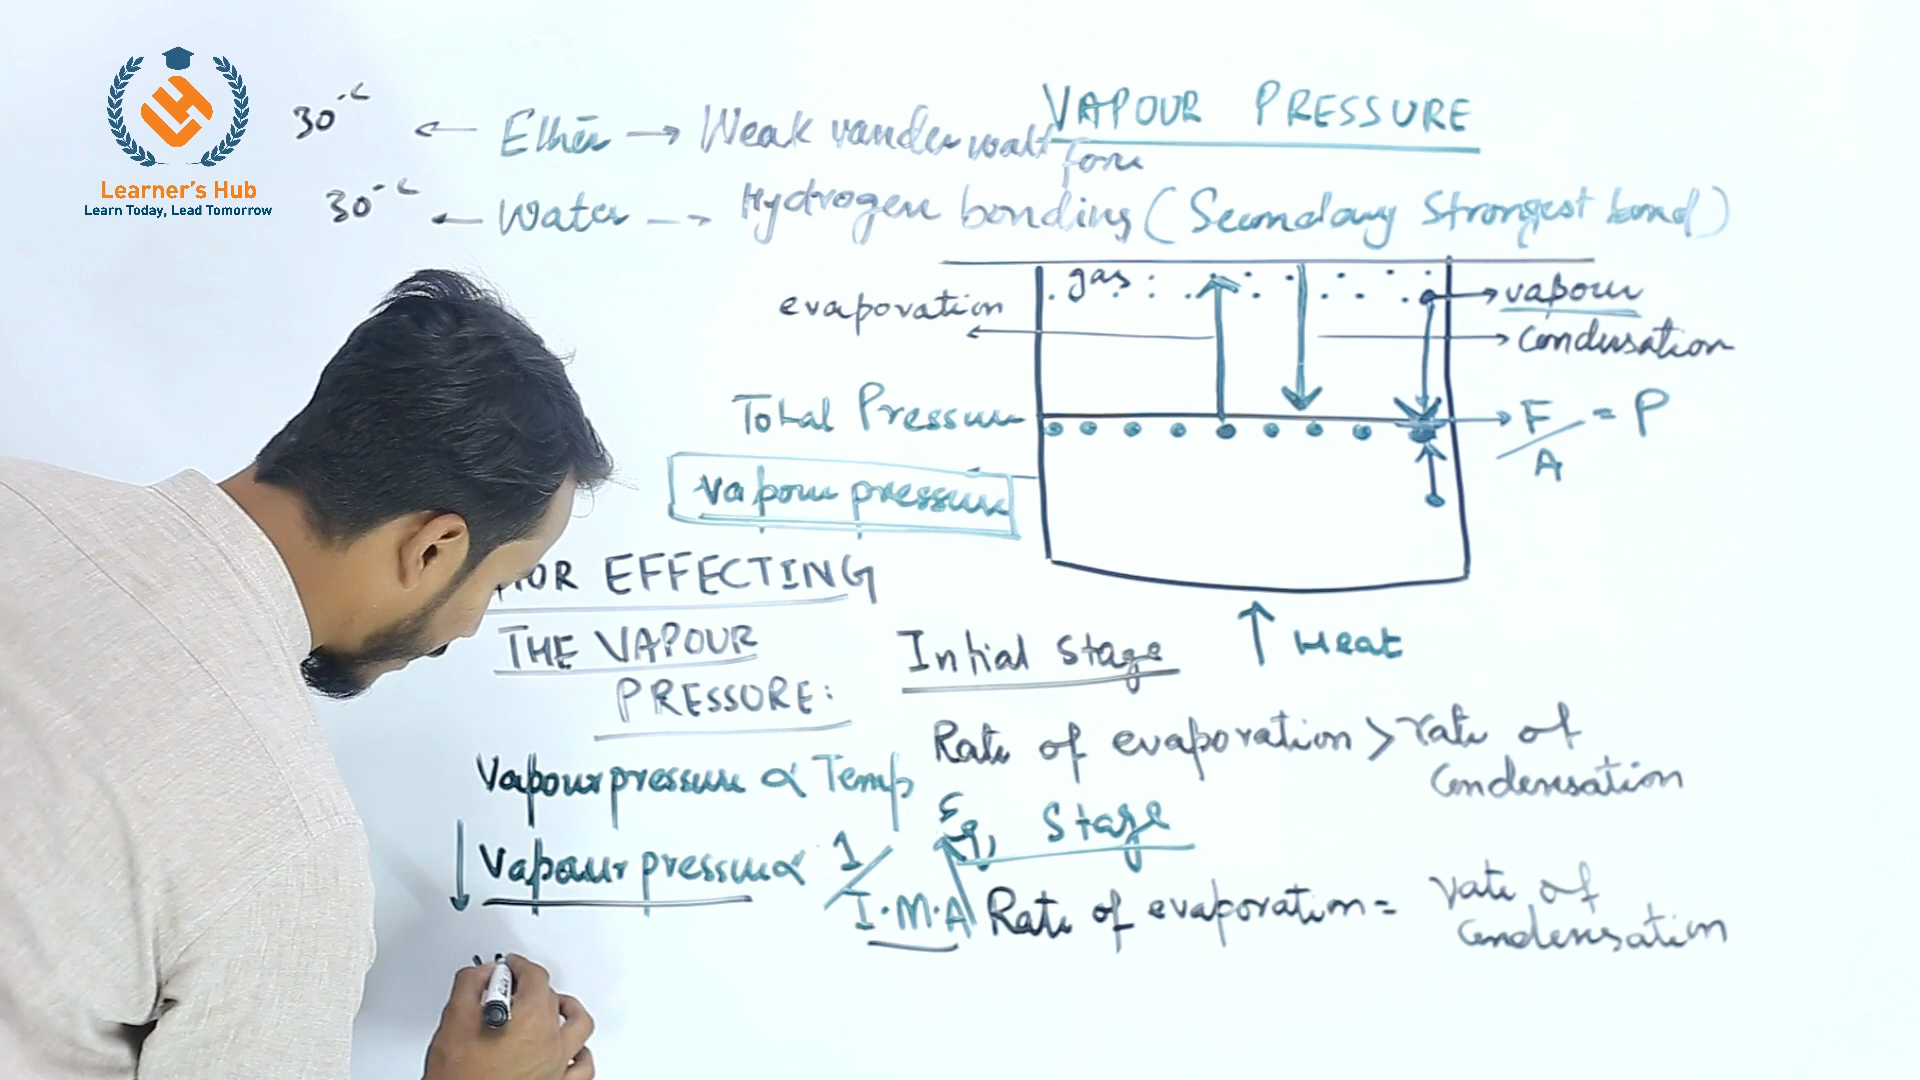 Learner's Hub
Learn Today, Lead Tomorrow
VAPOUR PRESSURE
30°C ← Ether → Weak vander walt force
30°C ← Water → Hydrogen bonding (Secondary Strongest bond)
gas
evaporation
vapour
condensation
Total Pressure
F/A = P
Vapour pressure
EFFECTING
THE VAPOUR
PRESSURE:
Initial Stage
↑ Heat
Rate of evaporation > rate of
Condensation
Vapour pressure ∝ Temp
Eq, Stage
↓ Vapour pressure ∝ 1/I.M.A ↑
Rate of evaporation = rate of
Condensation